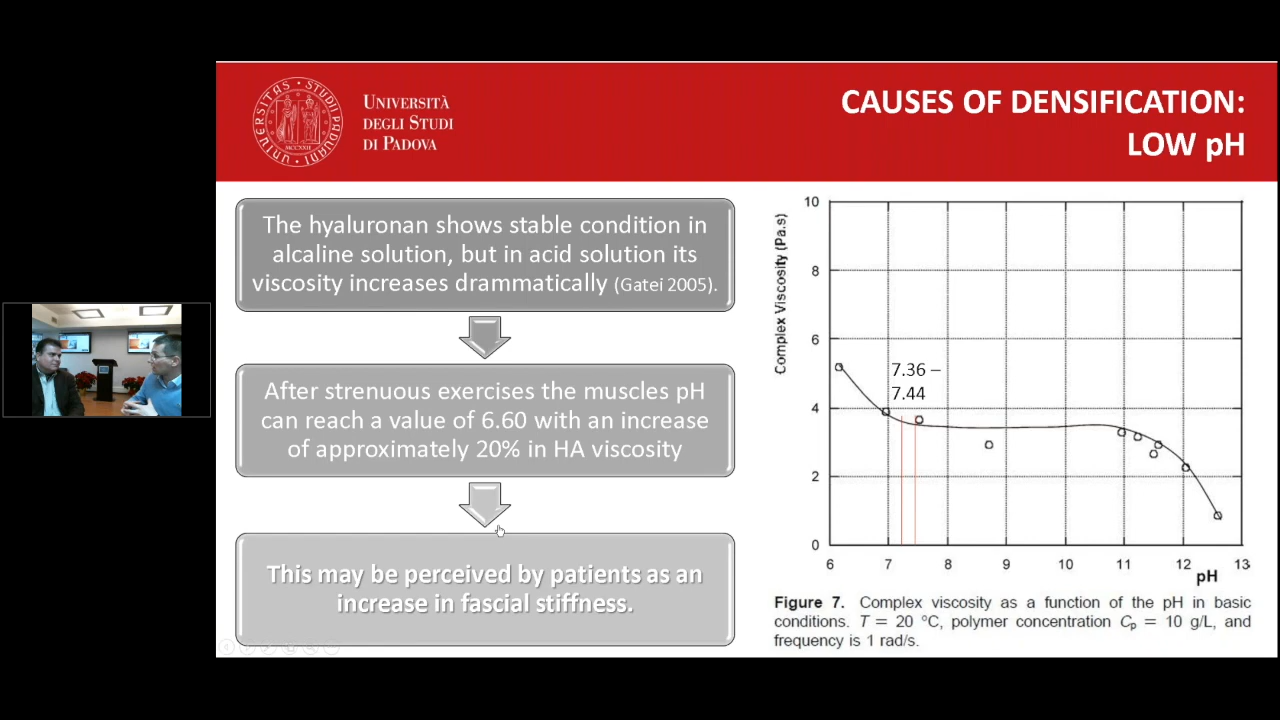 UNIVERSITÀ
DEGLI STUDI
DI PADOVA
UNIVERSITAS • STUDII PADUANI •
MCCXXII
CAUSES OF DENSIFICATION:
LOW pH
The hyaluronan shows stable condition in
alcaline solution, but in acid solution its
viscosity increases drammatically (Gatei 2005).
After strenuous exercises the muscles pH
can reach a value of 6.60 with an increase
of approximately 20% in HA viscosity
This may be perceived by patients as an
increase in fascial stiffness.
Complex Viscosity (Pa.s)
10
8
6
4
2
0
7.36 –
7.44
6 7 8 9 10 11 12 13
pH
Figure 7. Complex viscosity as a function of the pH in basic
conditions. T = 20 °C, polymer concentration Cp = 10 g/L, and
frequency is 1 rad/s.